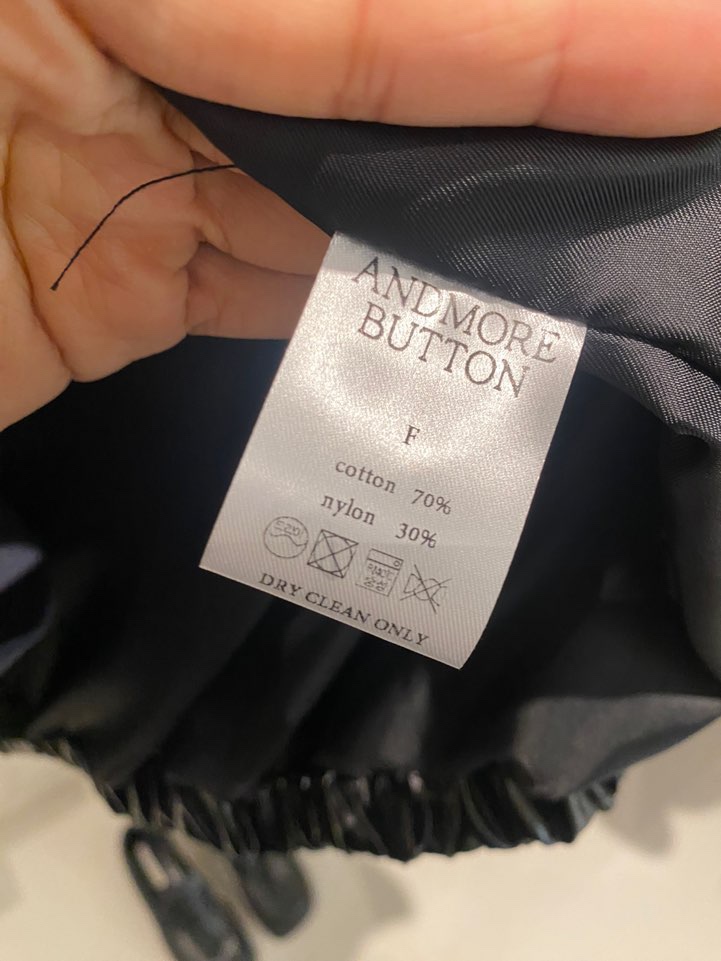 ANDMORE
BUTTON
F
cotton 70%
nylon 30%
DRY CLEAN ONLY